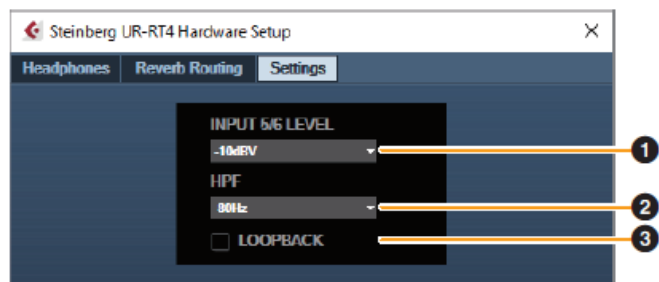 Steinberg UR-RT4 Hardware Setup
Headphones Reverb Routing Settings
INPUT 5/6 LEVEL
-10dBV
1
HPF
80Hz
2
LOOPBACK
3